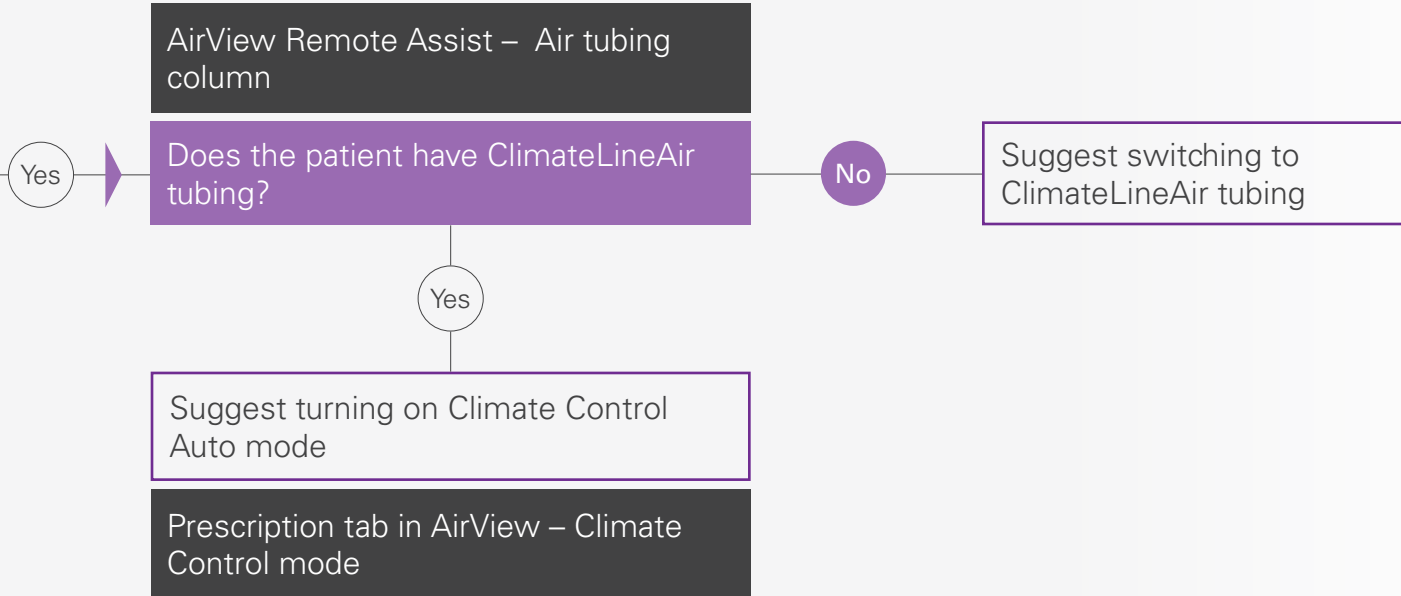 AirView Remote Assist –  Air tubing
column
Yes
Does the patient have ClimateLineAir
tubing?
No
Suggest switching to
ClimateLineAir tubing
Yes
Suggest turning on Climate Control
Auto mode
Prescription tab in AirView – Climate
Control mode